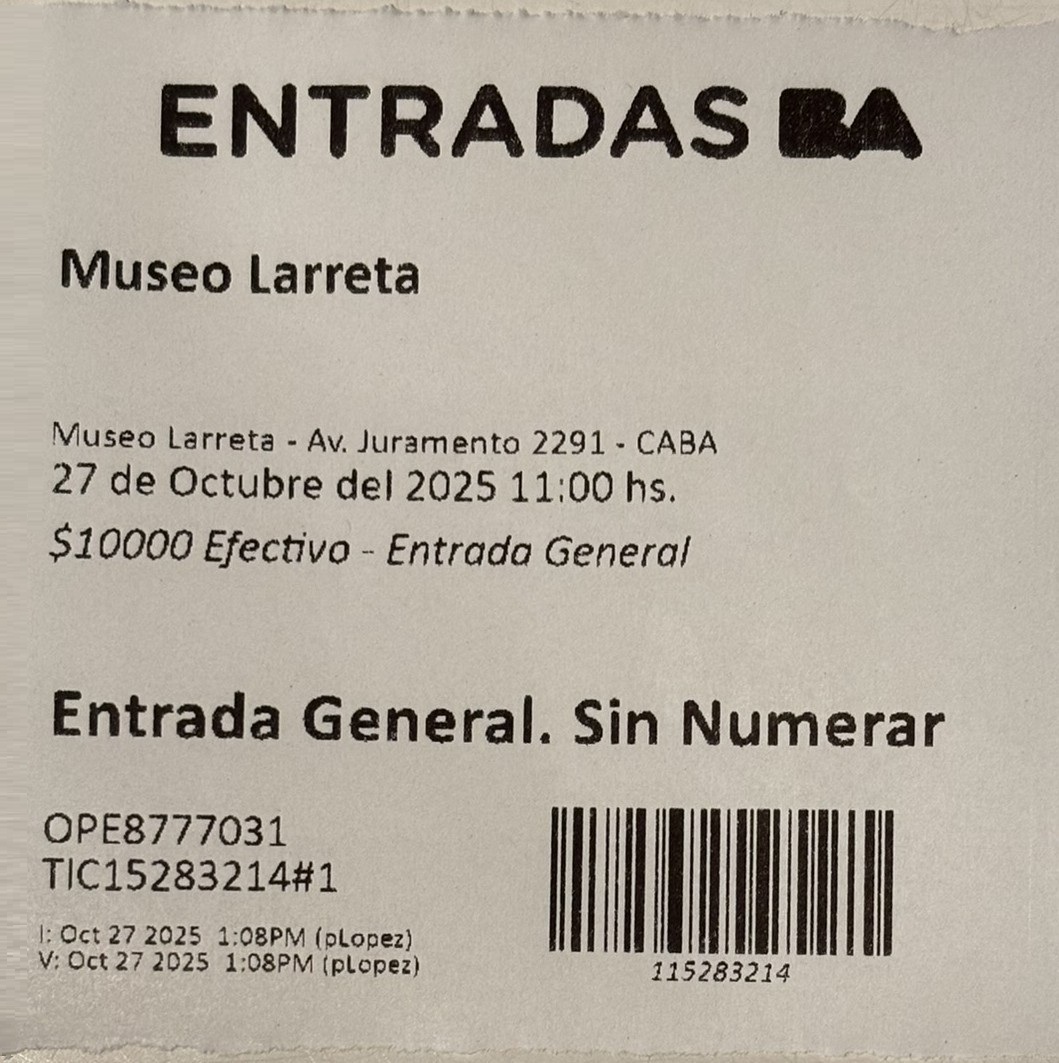 ENTRADAS BA
Museo Larreta
Museo Larreta - Av. Juramento 2291 - CABA
27 de Octubre del 2025 11:00 hs.
$10000 Efectivo - Entrada General
Entrada General. Sin Numerar
OPE8777031
TIC15283214#1
I: Oct 27 2025 1:08PM (pLopez)
V: Oct 27 2025 1:08PM (pLopez)
115283214